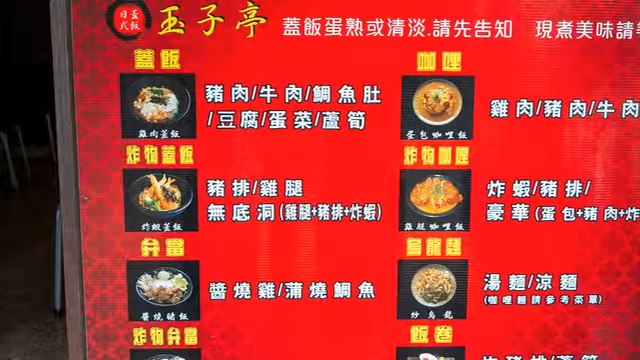 日式蓋飯
玉子亭
蓋飯蛋熟或清淡.請先告知 現煮美味請
蓋飯
雞肉蓋飯
豬肉/牛肉/鯛魚肚
/豆腐/蛋菜/蘆筍
炸物蓋飯
炸蝦蓋飯
豬排/雞腿
無底洞(雞腿+豬排+炸蝦)
弁當
醬燒豬飯
醬燒雞/蒲燒鯛魚
炸物弁當
咖哩
蛋包咖哩飯
雞肉/豬肉/牛肉
炸物咖哩
雞腿咖哩飯
炸蝦/豬排/
豪華(蛋包+豬肉+炸
烏龍麵
炒烏龍
湯麵/涼麵
(咖哩麵請參考菜單)
飯卷